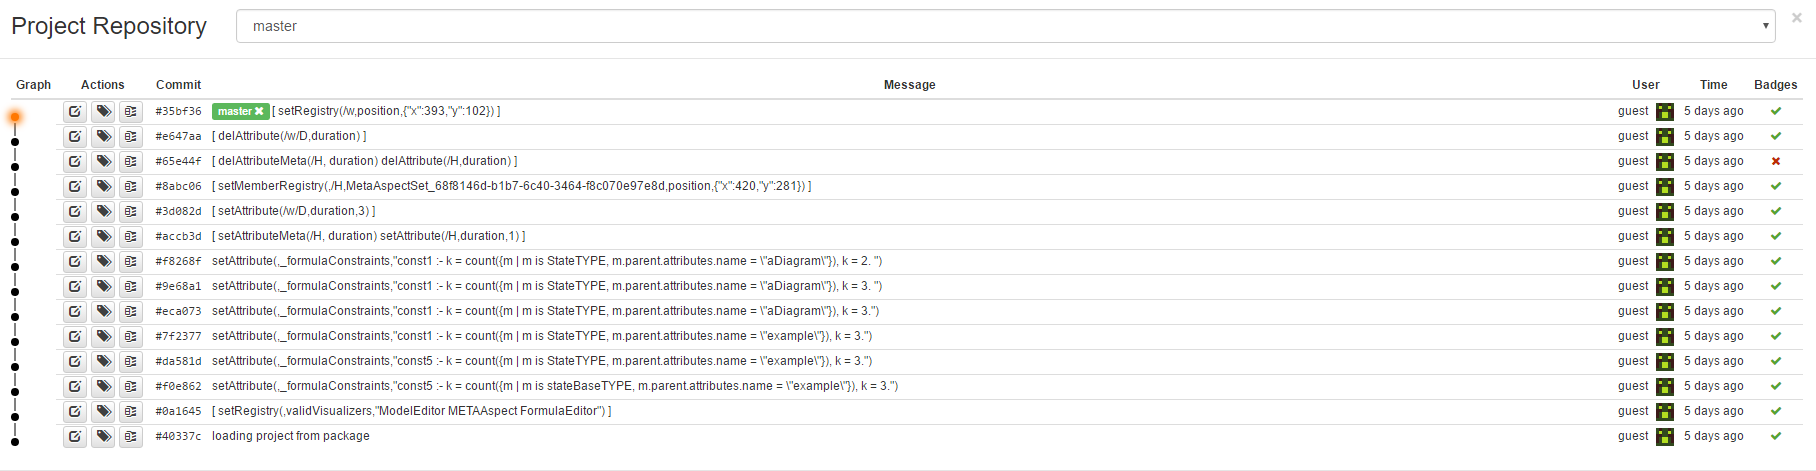 Project Repository master ×
Graph Actions Commit Message User Time Badges
#35bf36 master ✖ [ setRegistry(/w,position,{"x":393,"y":102}) ] guest 5 days ago
#e647aa [ delAttribute(/w/D,duration) ] guest 5 days ago
#65e44f [ delAttributeMeta(/H, duration) delAttribute(/H,duration) ] guest 5 days ago
#8abc06 [ setMemberRegistry(,/H,MetaAspectSet_68f8146d-b1b7-6c40-3464-f8c070e97e8d,position,{"x":420,"y":281}) ] guest 5 days ago
#3d082d [ setAttribute(/w/D,duration,3) ] guest 5 days ago
#accb3d [ setAttributeMeta(/H, duration) setAttribute(/H,duration,1) ] guest 5 days ago
#f8268f setAttribute(,_formulaConstraints,"const1 :- k = count({m | m is StateTYPE, m.parent.attributes.name = \"aDiagram\"}), k = 2. ") guest 5 days ago
#9e68a1 setAttribute(,_formulaConstraints,"const1 :- k = count({m | m is StateTYPE, m.parent.attributes.name = \"aDiagram\"}), k = 3. ") guest 5 days ago
#eca073 setAttribute(,_formulaConstraints,"const1 :- k = count({m | m is StateTYPE, m.parent.attributes.name = \"aDiagram\"}), k = 3.") guest 5 days ago
#7f2377 setAttribute(,_formulaConstraints,"const1 :- k = count({m | m is StateTYPE, m.parent.attributes.name = \"example\"}), k = 3.") guest 5 days ago
#da581d setAttribute(,_formulaConstraints,"const5 :- k = count({m | m is StateTYPE, m.parent.attributes.name = \"example\"}), k = 3.") guest 5 days ago
#f0e862 setAttribute(,_formulaConstraints,"const5 :- k = count({m | m is stateBaseTYPE, m.parent.attributes.name = \"example\"}), k = 3.") guest 5 days ago
#0a1645 [ setRegistry(,validVisualizers,"ModelEditor METAAspect FormulaEditor") ] guest 5 days ago
#40337c loading project from package guest 5 days ago